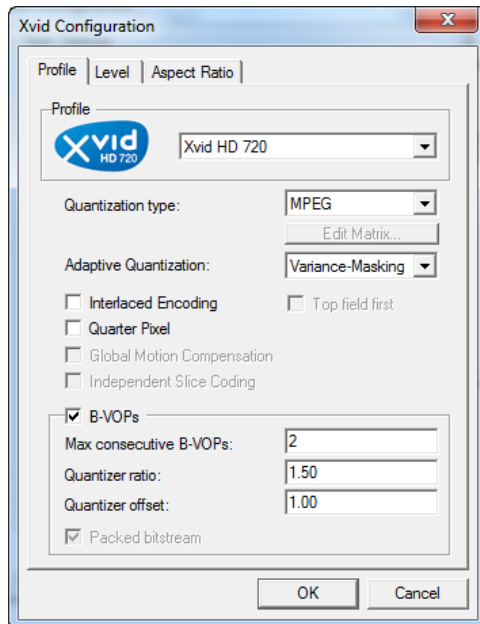 Xvid Configuration
Profile Level Aspect Ratio
Profile
Xvid HD 720
Xvid HD 720
Quantization type: MPEG
Edit Matrix...
Adaptive Quantization: Variance-Masking
Interlaced Encoding Top field first
Quarter Pixel
Global Motion Compensation
Independent Slice Coding
B-VOPs
Max consecutive B-VOPs: 2
Quantizer ratio: 1.50
Quantizer offset: 1.00
Packed bitstream
OK Cancel